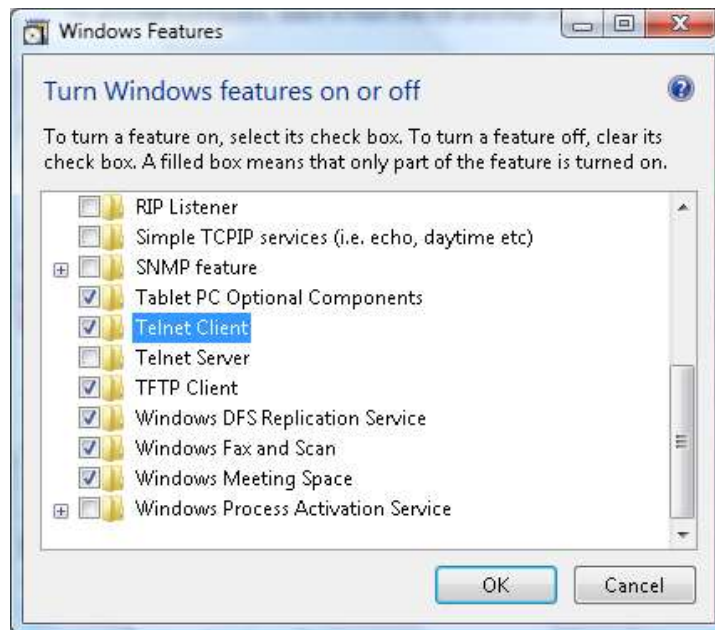 Windows Features
Turn Windows features on or off
To turn a feature on, select its check box. To turn a feature off, clear its
check box. A filled box means that only part of the feature is turned on.
RIP Listener
Simple TCPIP services (i.e. echo, daytime etc)
SNMP feature
Tablet PC Optional Components
Telnet Client
Telnet Server
TFTP Client
Windows DFS Replication Service
Windows Fax and Scan
Windows Meeting Space
Windows Process Activation Service
OK Cancel